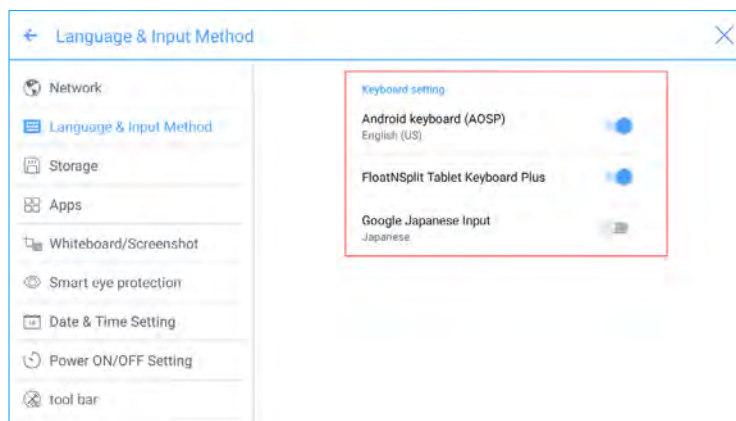 Language & Input Method
Network
Language & Input Method
Storage
Apps
Whiteboard/Screenshot
Smart eye protection
Date & Time Setting
Power ON/OFF Setting
tool bar
Keyboard setting
Android keyboard (AOSP)
English (US)
FloatNSplit Tablet Keyboard Plus
Google Japanese Input
Japanese